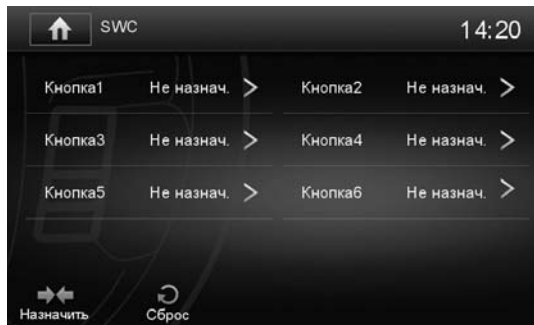 SWC 14:20
Кнопка1 Не назнач. Кнопка2 Не назнач.
Кнопка3 Не назнач. Кнопка4 Не назнач.
Кнопка5 Не назнач. Кнопка6 Не назнач.
Назначить Сброс